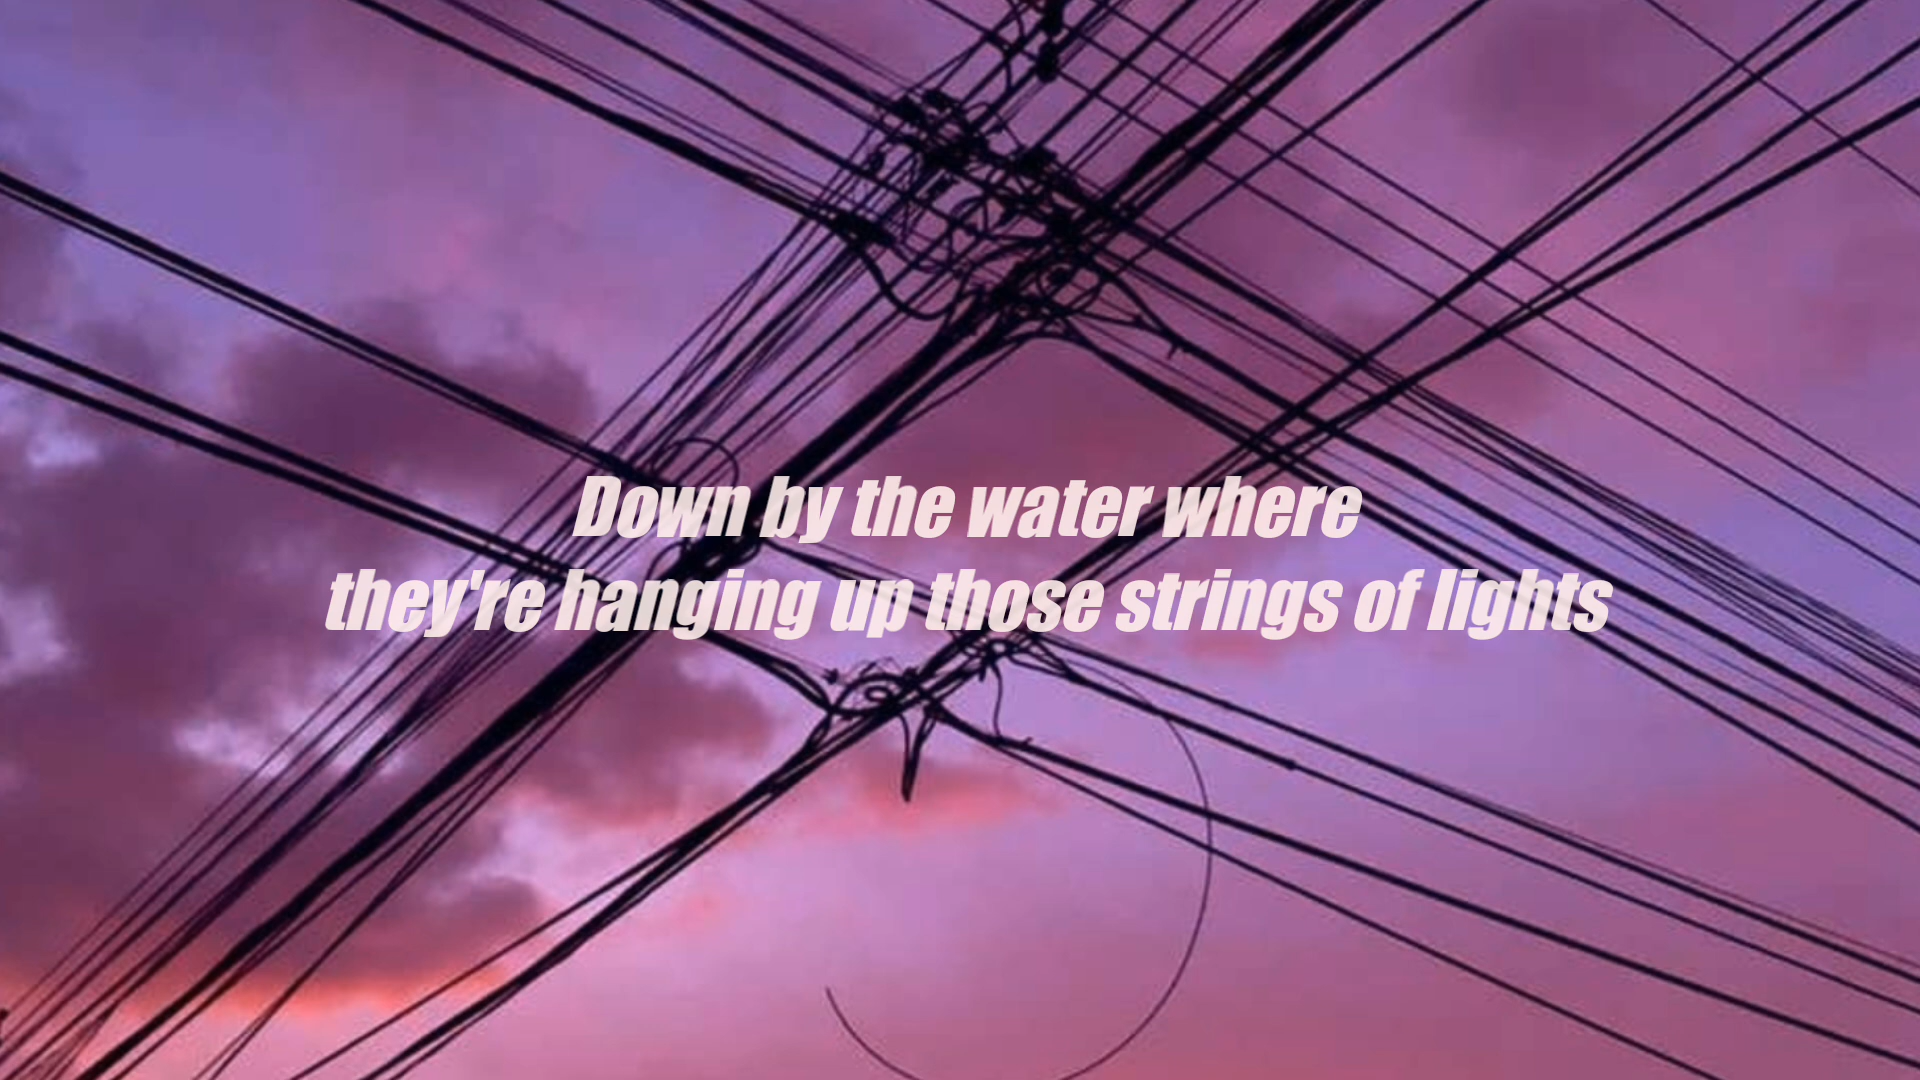 Down by the water where
they're hanging up those strings of lights